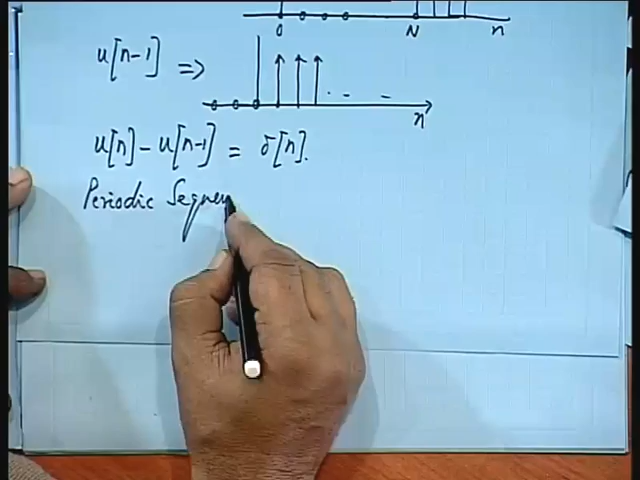 0 N n
u[n-1] ⇒
n
u[n] - u[n-1] = δ[n].
Periodic Sequen